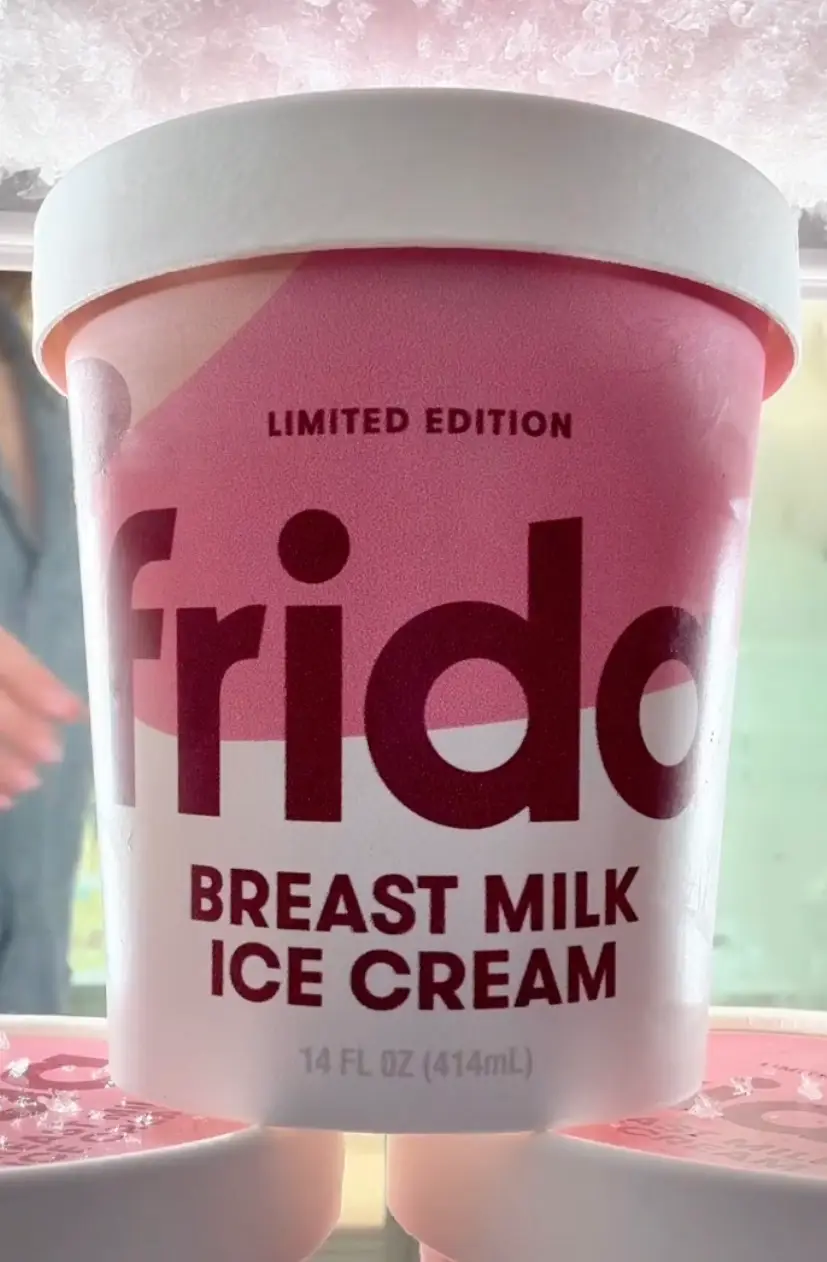 LIMITED EDITION
frida
BREAST MILK
ICE CREAM
14 FL OZ (414mL)